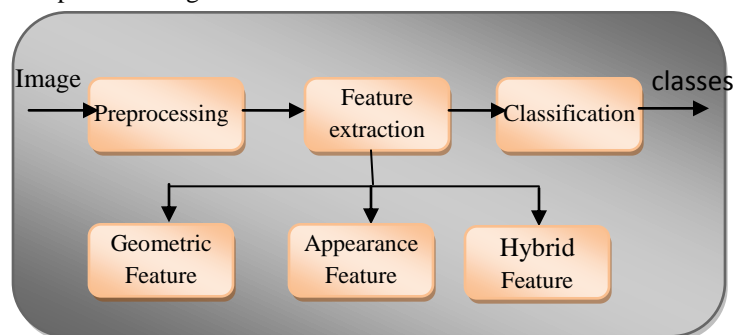 Image
Preprocessing
Feature
extraction
Classification
classes
Geometric
Feature
Appearance
Feature
Hybrid
Feature